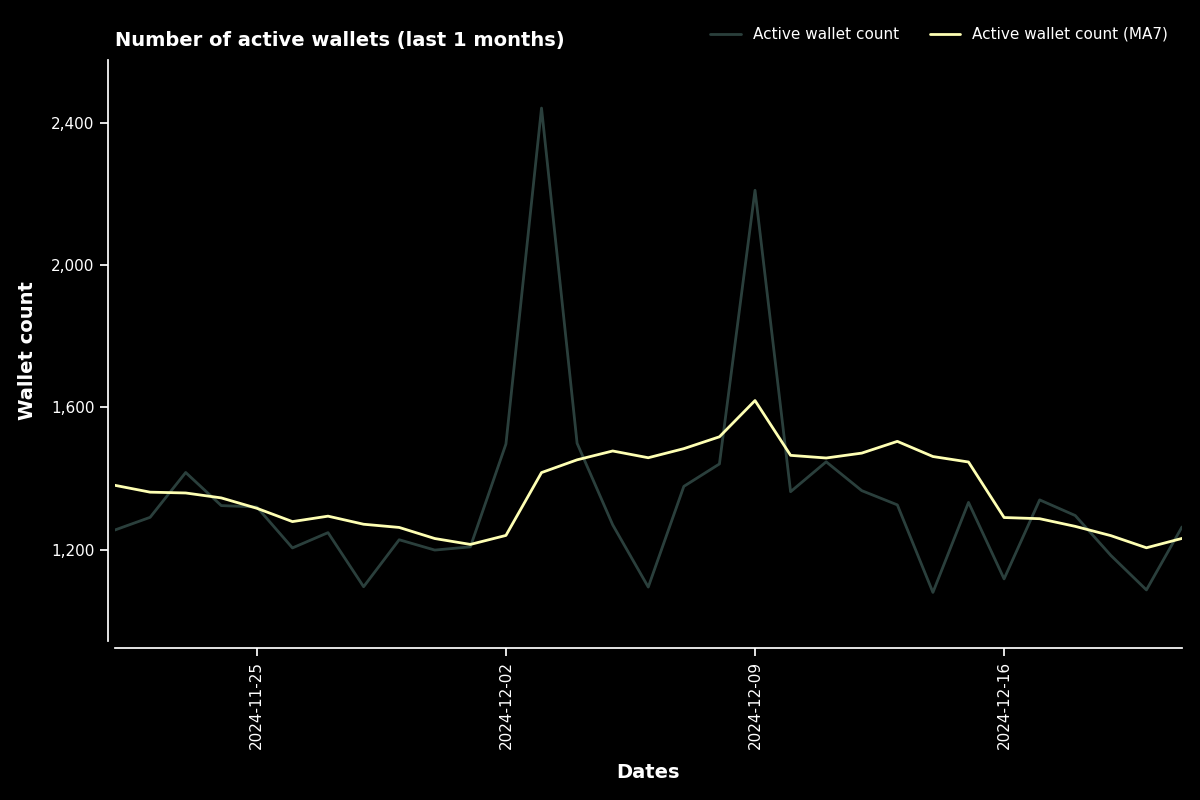 Number of active wallets (last 1 months)
Active wallet count
Active wallet count (MA7)
2,400
2,000
1,600
1,200
Wallet count
2024-11-25
2024-12-02
2024-12-09
2024-12-16
Dates